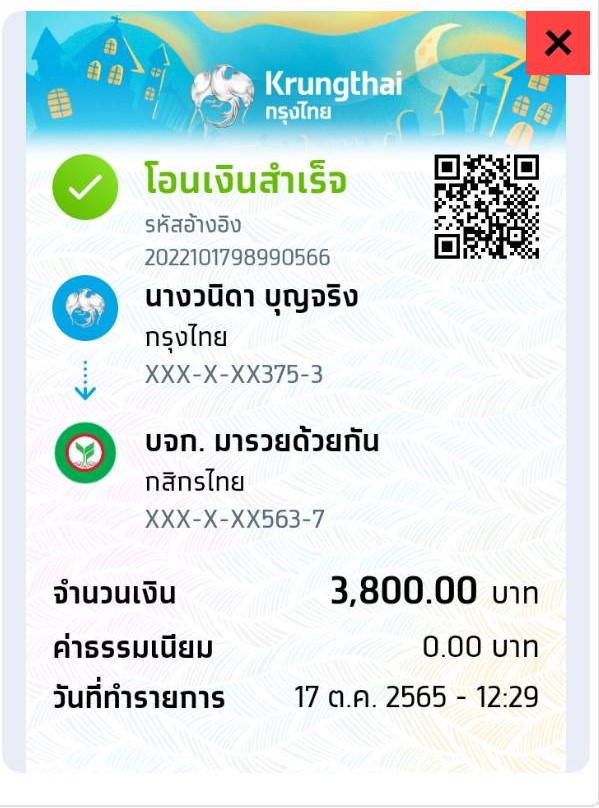 Krungthai
กรุงไทย
โอนเงินสำเร็จ
รหัสอ้างอิง
2022101798990566
นางวนิดา บุญจริง
กรุงไทย
XXX-X-XX375-3
บจก. มารวยด้วยกัน
กสิกรไทย
XXX-X-XX563-7
จำนวนเงิน 3,800.00 บาท
ค่าธรรมเนียม 0.00 บาท
วันที่ทำรายการ 17 ต.ค. 2565 - 12:29